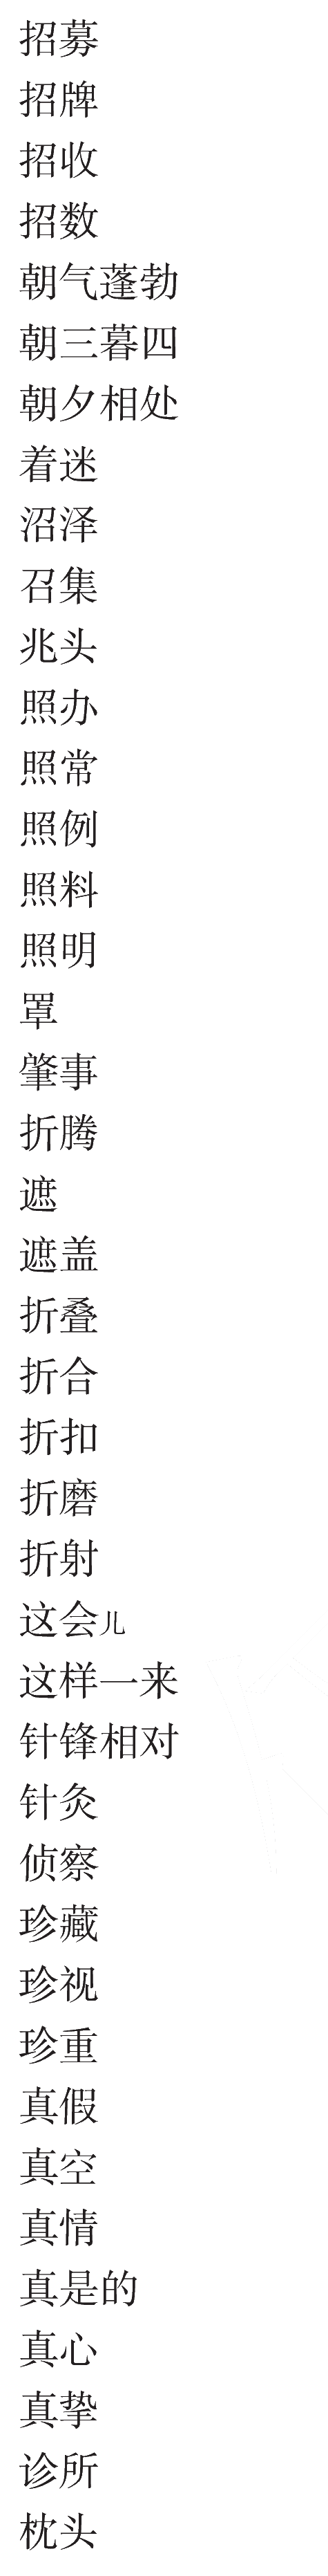 招募
招牌
招收
招数
朝气蓬勃
朝三暮四
朝夕相处
着迷
沼泽
召集
兆头
照办
照常
照例
照料
照明
罩
肇事
折腾
遮
遮盖
折叠
折合
折扣
折磨
折射
这会儿
这样一来
针锋相对
针灸
侦察
珍藏
珍视
珍重
真假
真空
真情
真是的
真心
真挚
诊所
枕头